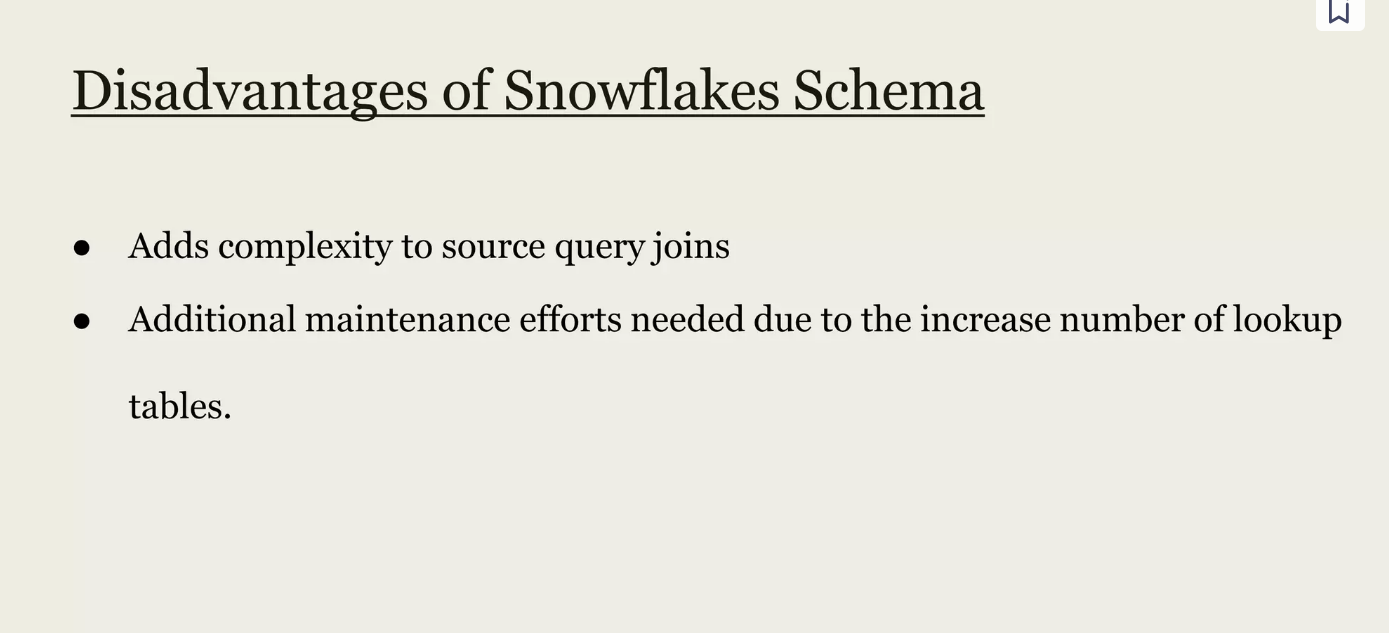 Disadvantages of Snowflakes Schema
● Adds complexity to source query joins
● Additional maintenance efforts needed due to the increase number of lookup
tables.